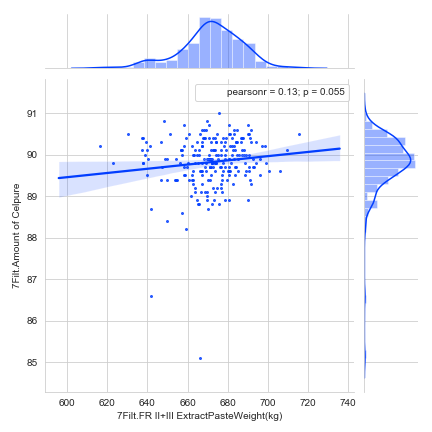 pearsonr = 0.13; p = 0.055
91
90
89
88
87
86
85
7Filt.Amount of Celpure
600 620 640 660 680 700 720 740
7Filt.FR II+III ExtractPasteWeight(kg)